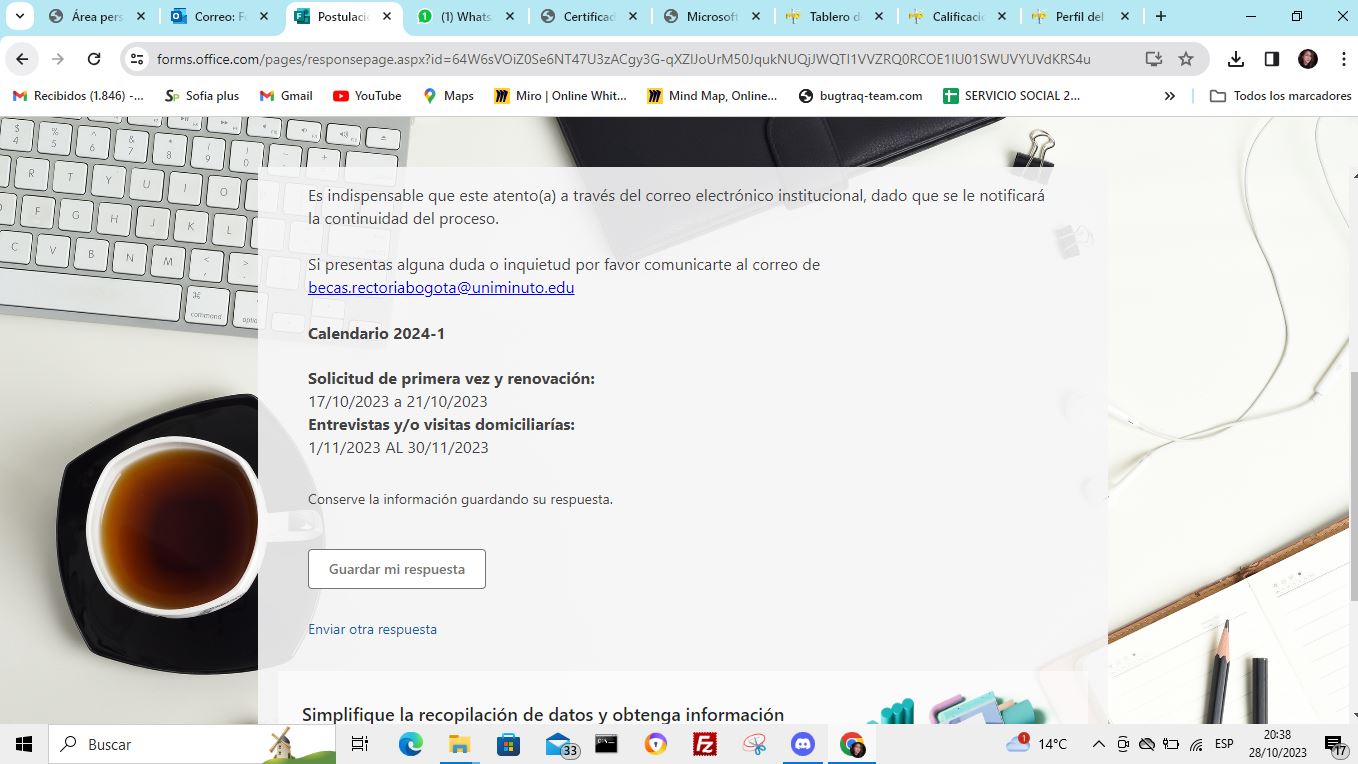 Área pers
Correo: F
Postulaci
(1) Whats
Certificad
Microsoft
Tablero d
Calificaci
Perfil del
forms.office.com/pages/responsepage.aspx?id=64W6sVOiZ0Se6NT47U3zACgy3G-qXZlJoUrM50JqukNUQjJWQTI1VVZRQ0RCOE1IU01SWUVYUVdKRS4u
Recibidos (1.846) -...
Sofia plus
Gmail
YouTube
Maps
Miro | Online Whit...
Mind Map, Online...
bugtraq-team.com
SERVICIO SOCIAL 2...
Todos los marcadores
Es indispensable que este atento(a) a través del correo electrónico institucional, dado que se le notificará
la continuidad del proceso.
Si presentas alguna duda o inquietud por favor comunicarte al correo de
becas.rectoriabogota@uniminuto.edu
Calendario 2024-1
Solicitud de primera vez y renovación:
17/10/2023 a 21/10/2023
Entrevistas y/o visitas domiciliarías:
1/11/2023 AL 30/11/2023
Conserve la información guardando su respuesta.
Guardar mi respuesta
Enviar otra respuesta
Simplifique la recopilación de datos y obtenga información
Buscar
33
1
14°C
ESP
20:38
28/10/2023
17